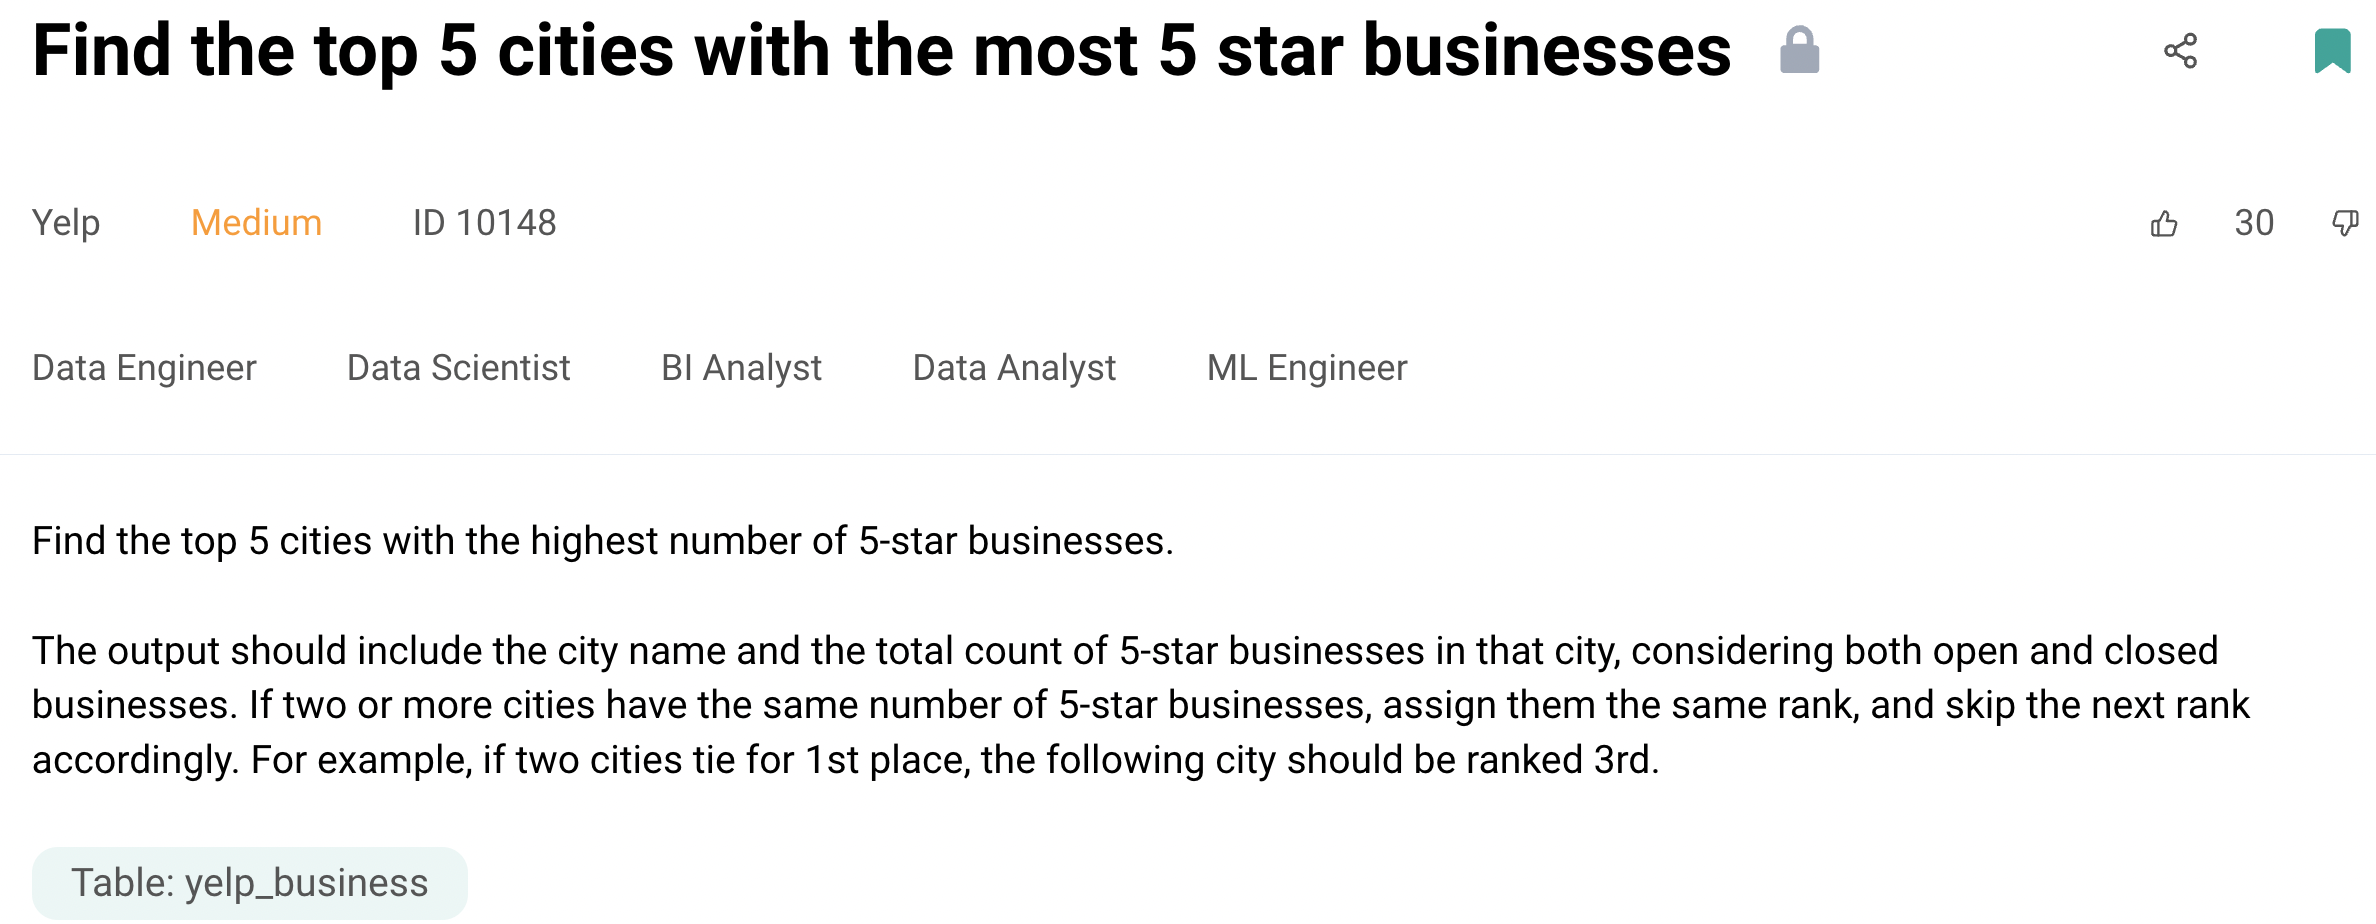 Find the top 5 cities with the most 5 star businesses
Yelp Medium ID 10148 30
Data Engineer Data Scientist BI Analyst Data Analyst ML Engineer
Find the top 5 cities with the highest number of 5-star businesses.
The output should include the city name and the total count of 5-star businesses in that city, considering both open and closed
businesses. If two or more cities have the same number of 5-star businesses, assign them the same rank, and skip the next rank
accordingly. For example, if two cities tie for 1st place, the following city should be ranked 3rd.
Table: yelp_business